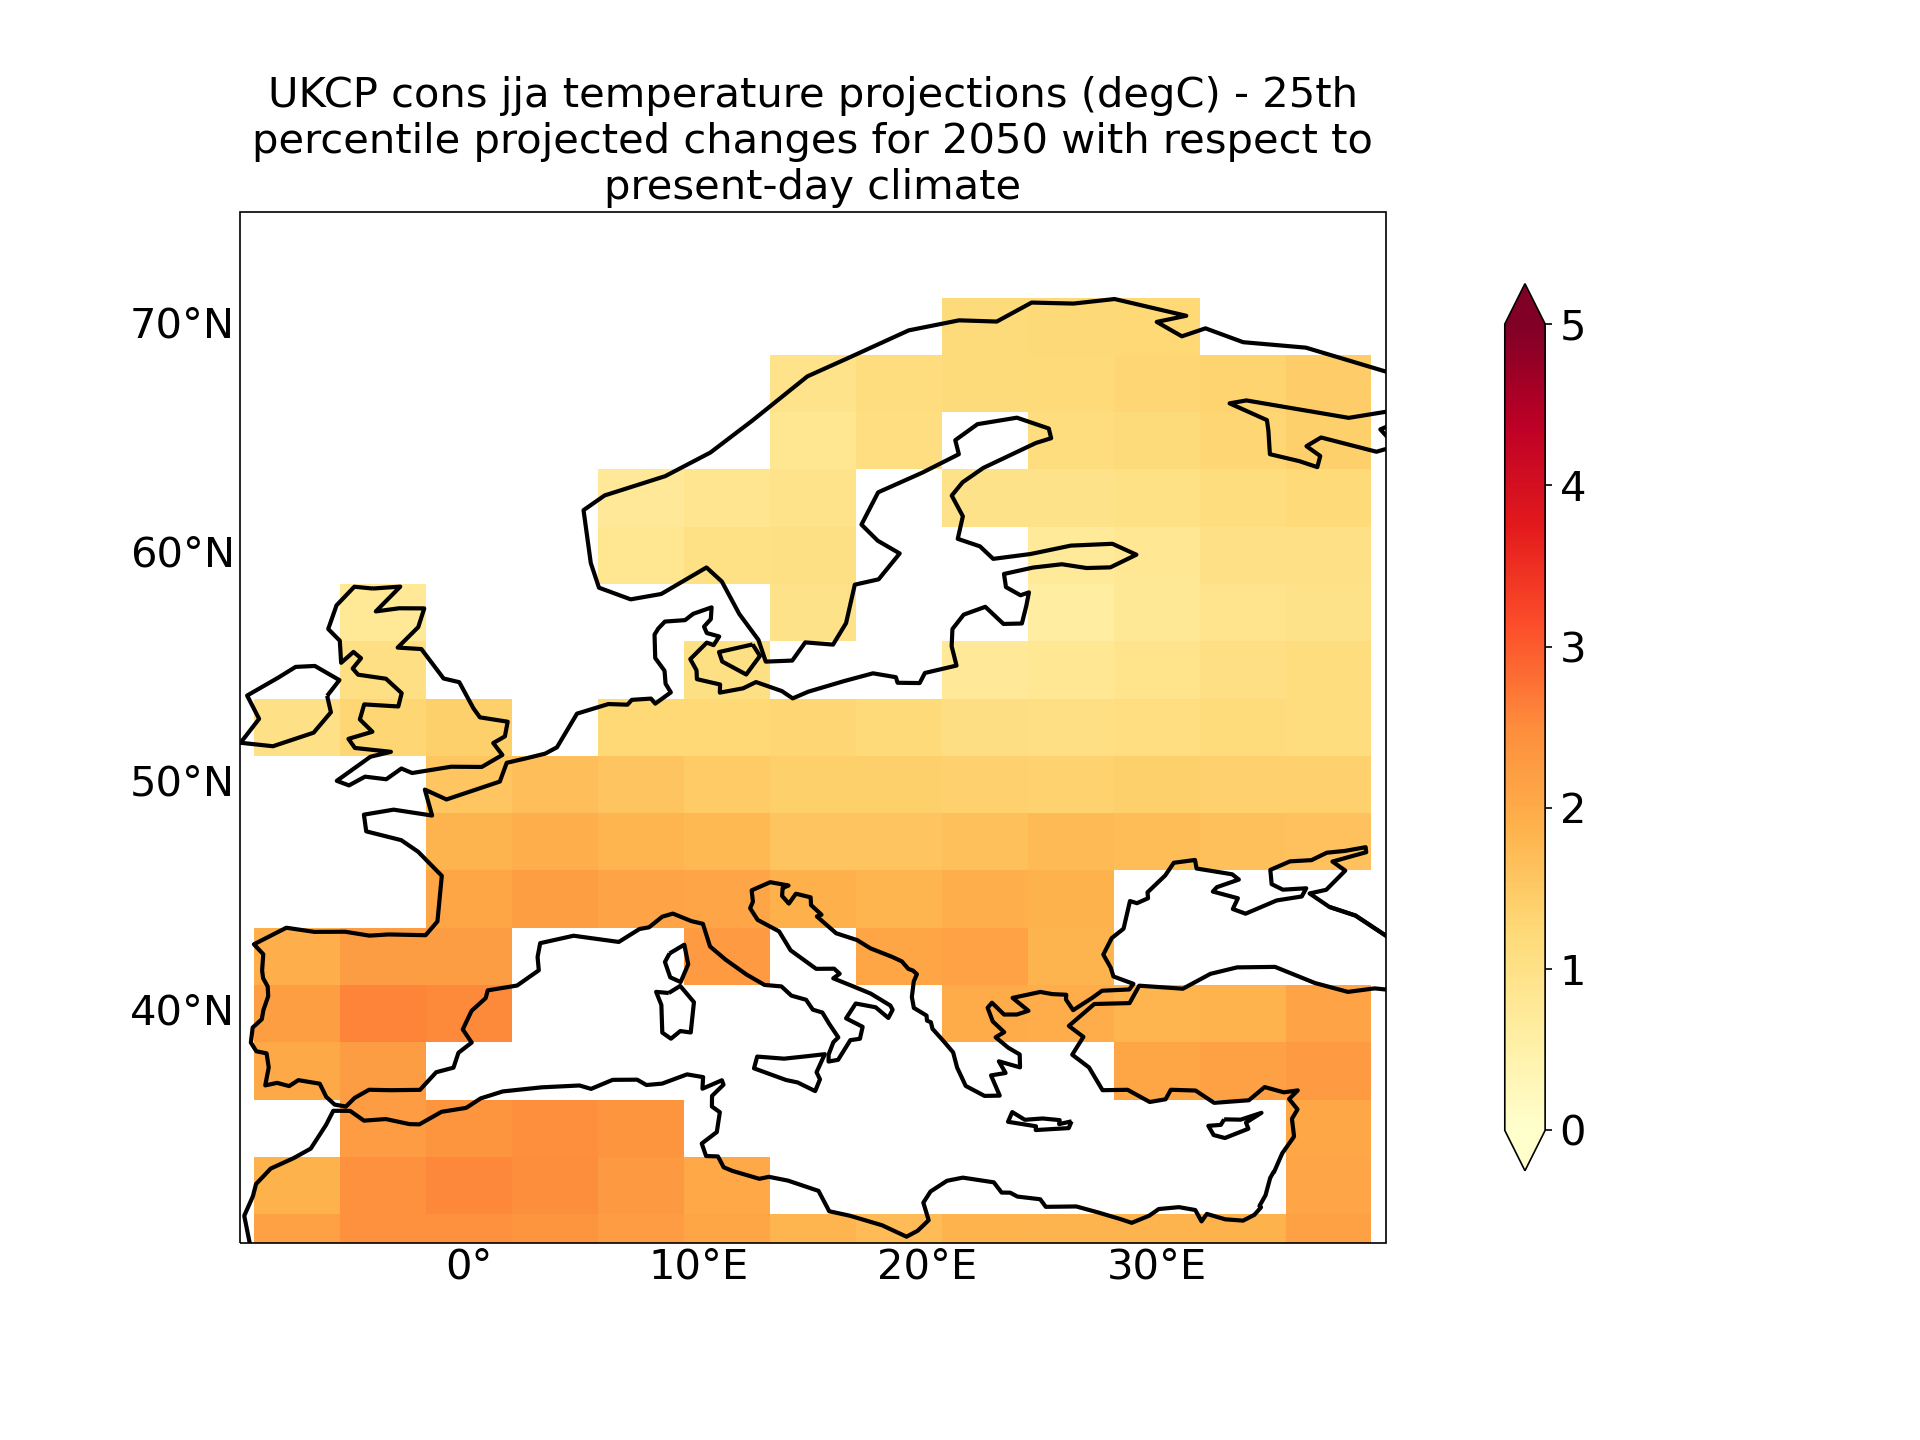 UKCP cons jja temperature projections (degC) - 25th
percentile projected changes for 2050 with respect to
present-day climate
70°N
60°N
50°N
40°N
0°
10°E
20°E
30°E
5
4
3
2
1
0